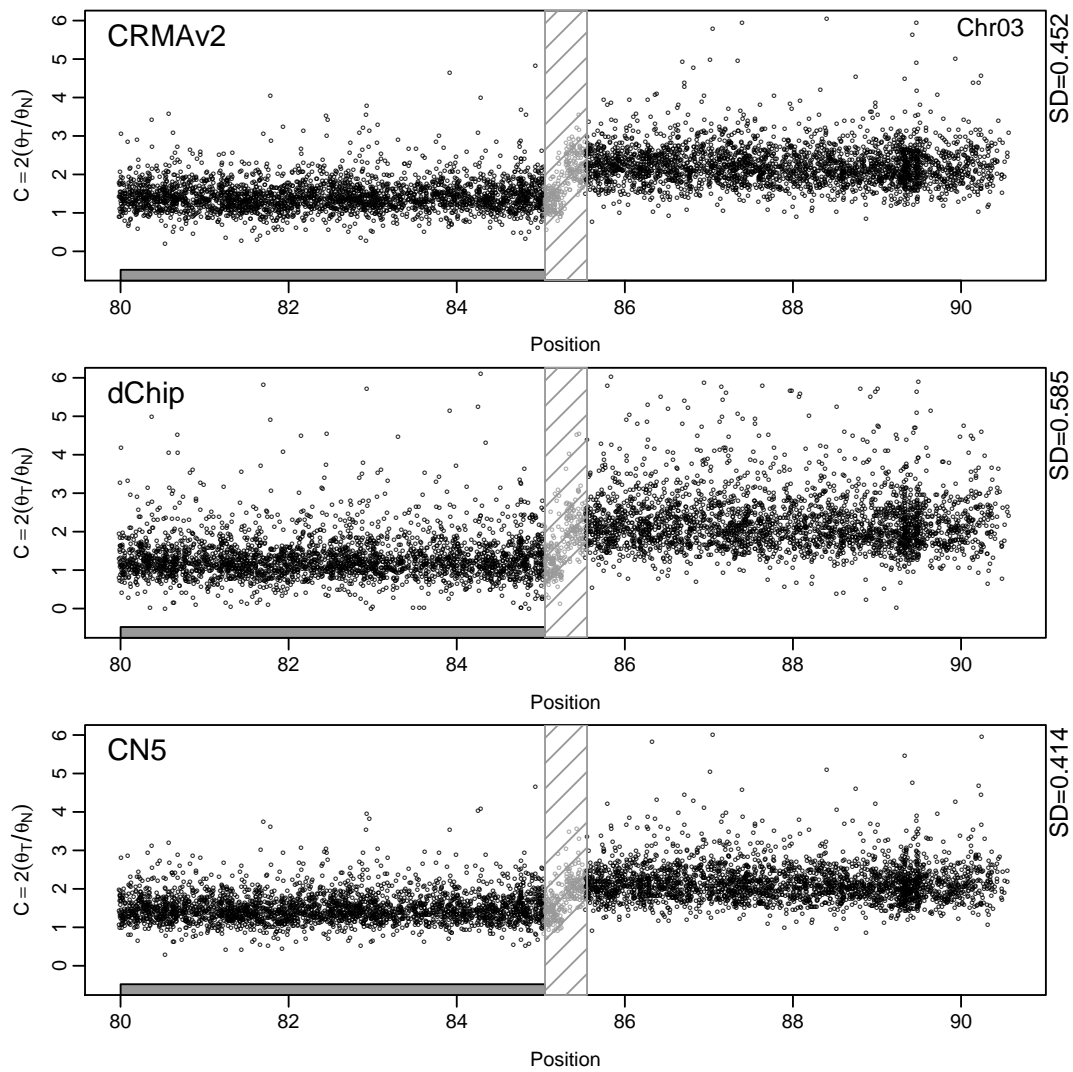 CRMAv2
Chr03
SD=0.452
C = 2(θT/θN)
6
5
4
3
2
1
0
80 82 84 86 88 90
Position
dChip
SD=0.585
C = 2(θT/θN)
6
5
4
3
2
1
0
80 82 84 86 88 90
Position
CN5
SD=0.414
C = 2(θT/θN)
6
5
4
3
2
1
0
80 82 84 86 88 90
Position